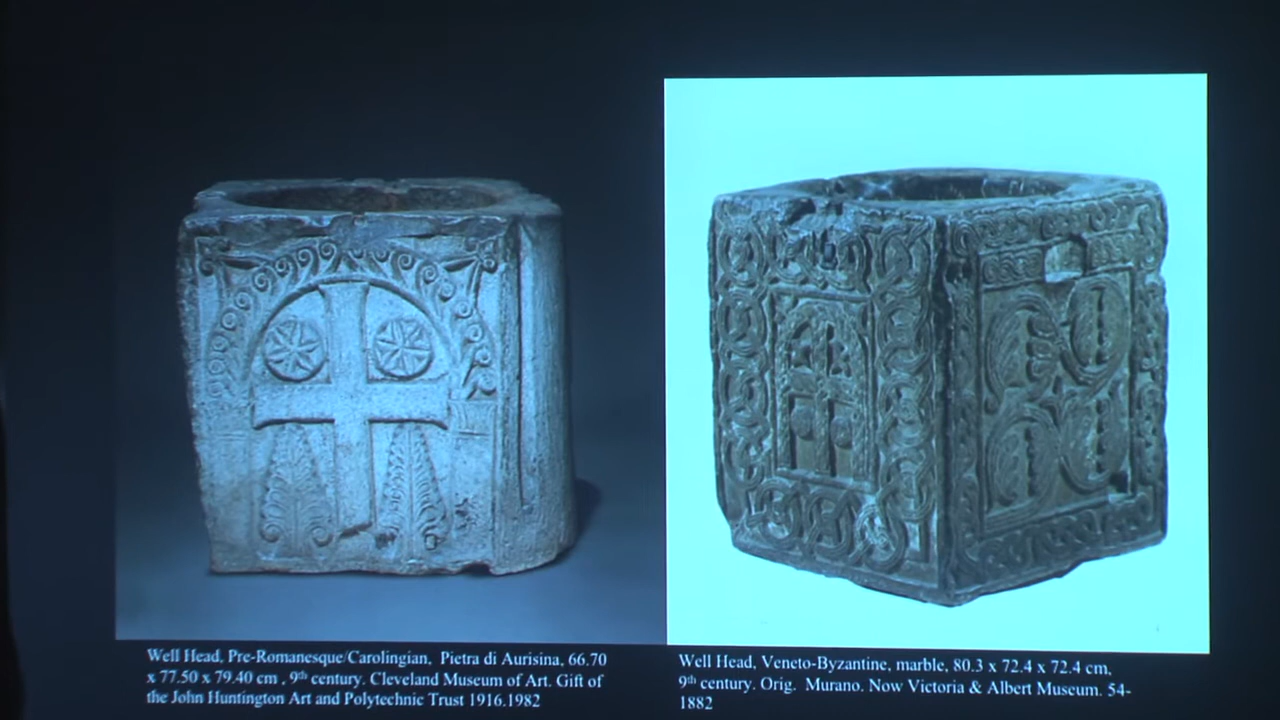 Well Head, Pre-Romanesque/Carolingian, Pietra di Aurisina, 66.70
x 77.50 x 79.40 cm , 9th century. Cleveland Museum of Art. Gift of
the John Huntington Art and Polytechnic Trust 1916.1982
Well Head, Veneto-Byzantine, marble, 80.3 x 72.4 x 72.4 cm,
9th century. Orig. Murano. Now Victoria & Albert Museum. 54-
1882